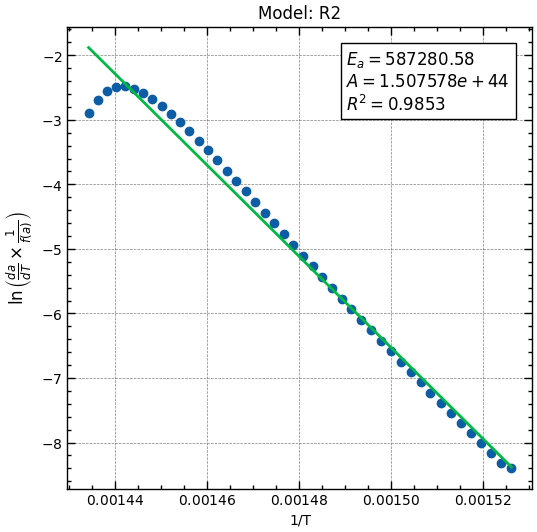 Model: R2
E_a = 587280.58
A = 1.507578e + 44
R^2 = 0.9853
ln(da/dT × 1/f(a))
−2
−3
−4
−5
−6
−7
−8
0.00144 0.00146 0.00148 0.00150 0.00152
1/T